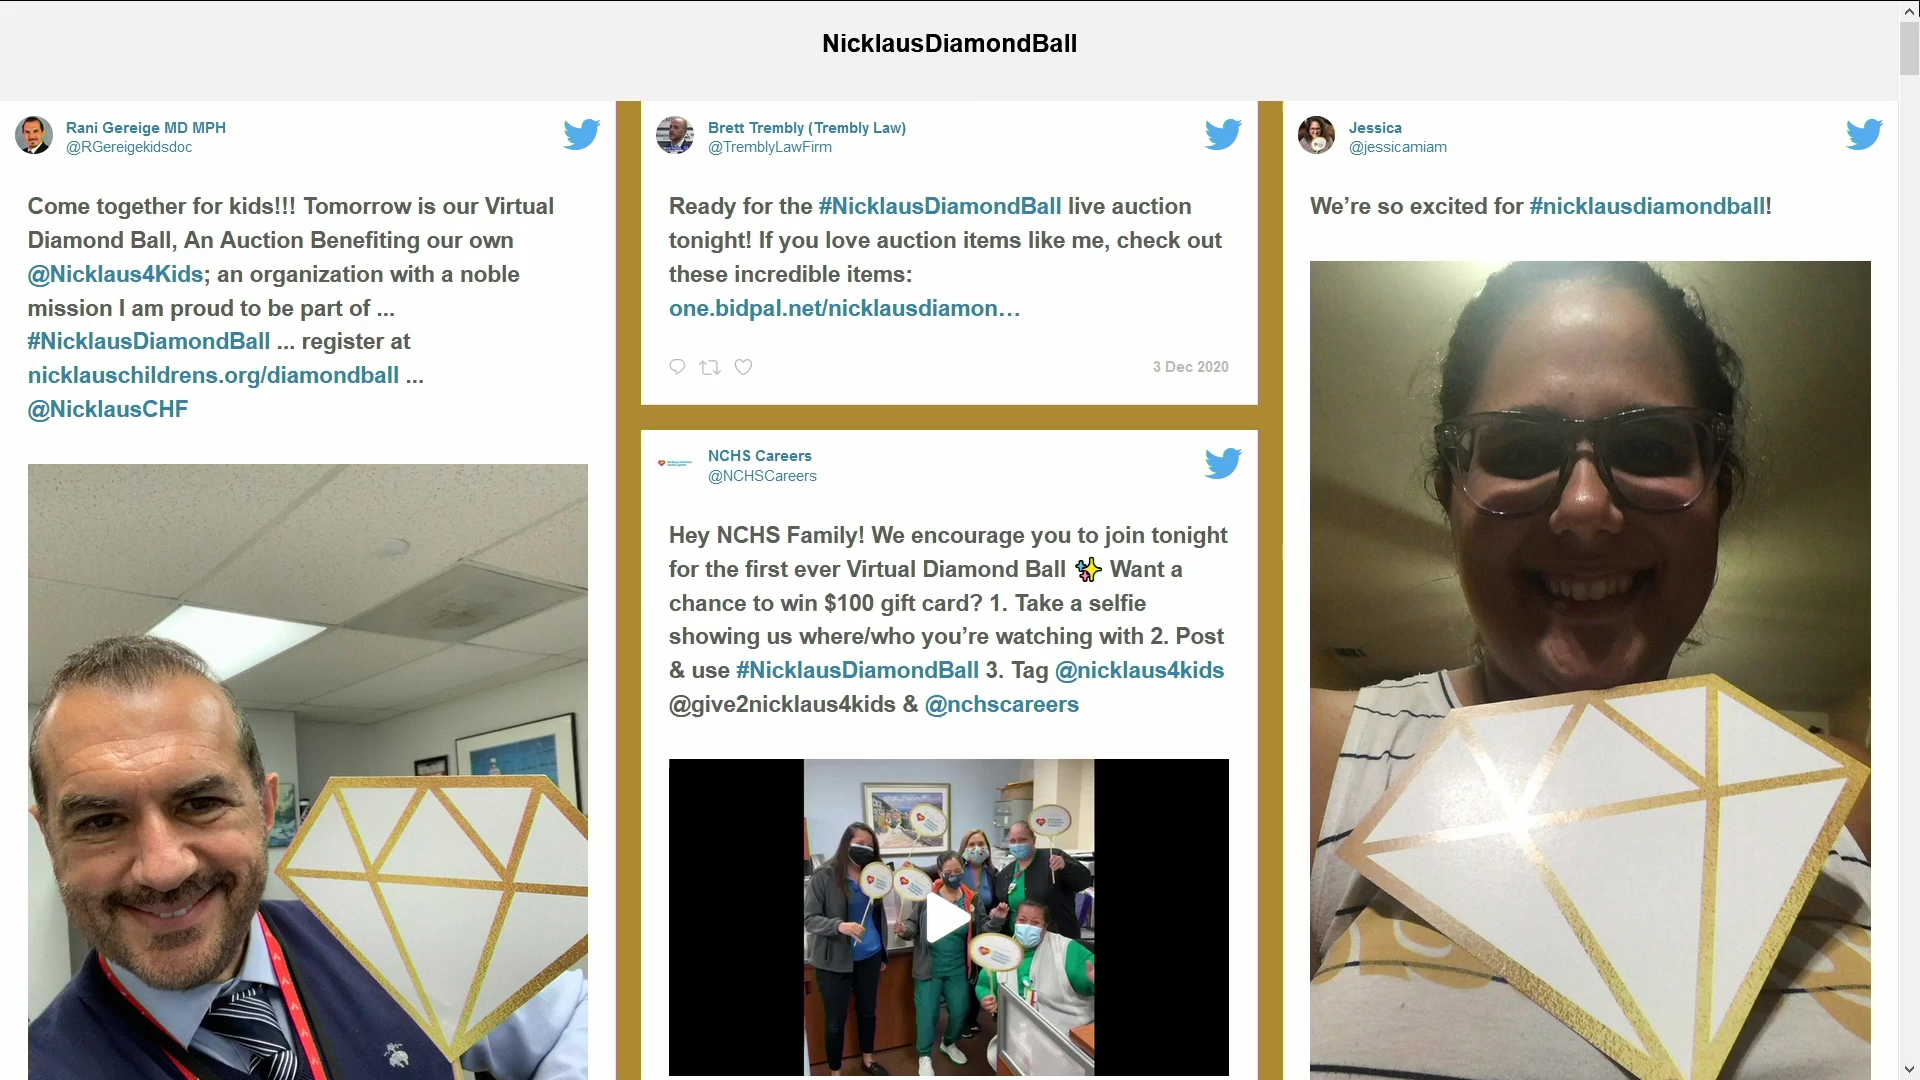 NicklausDiamondBall
Rani Gereige MD MPH
@RGereigekidsdoc
Come together for kids!!! Tomorrow is our Virtual
Diamond Ball, An Auction Benefiting our own
@Nicklaus4Kids; an organization with a noble
mission I am proud to be part of ...
#NicklausDiamondBall ... register at
nicklauschildrens.org/diamondball ...
@NicklausCHF
Brett Trembly (Trembly Law)
@TremblyLawFirm
Ready for the #NicklausDiamondBall live auction
tonight! If you love auction items like me, check out
these incredible items:
one.bidpal.net/nicklausdiamon…
3 Dec 2020
NCHS Careers
@NCHSCareers
Hey NCHS Family! We encourage you to join tonight
for the first ever Virtual Diamond Ball ✨ Want a
chance to win $100 gift card? 1. Take a selfie
showing us where/who you’re watching with 2. Post
& use #NicklausDiamondBall 3. Tag @nicklaus4kids
@give2nicklaus4kids & @nchscareers
Jessica
@jessicamiam
We’re so excited for #nicklausdiamondball!